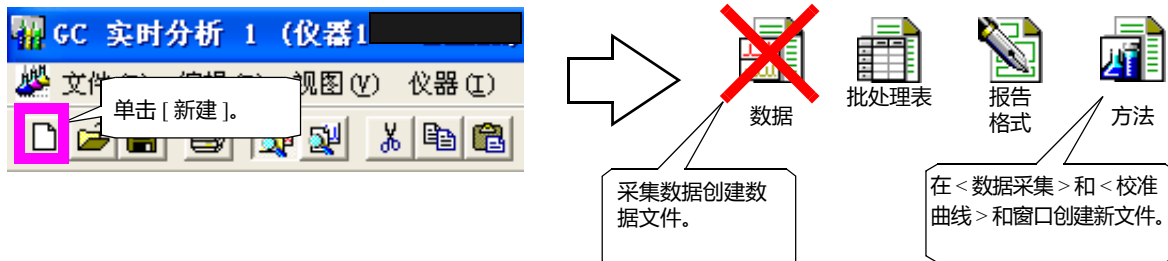 GC 实时分析 1 (仪器1
文件 视图(V) 仪器(I)
单击 [ 新建 ]。
数据
批处理表
报告
格式
方法
采集数据创建数
据文件。
在 < 数据采集 > 和 < 校准
曲线 > 和窗口创建新文件。